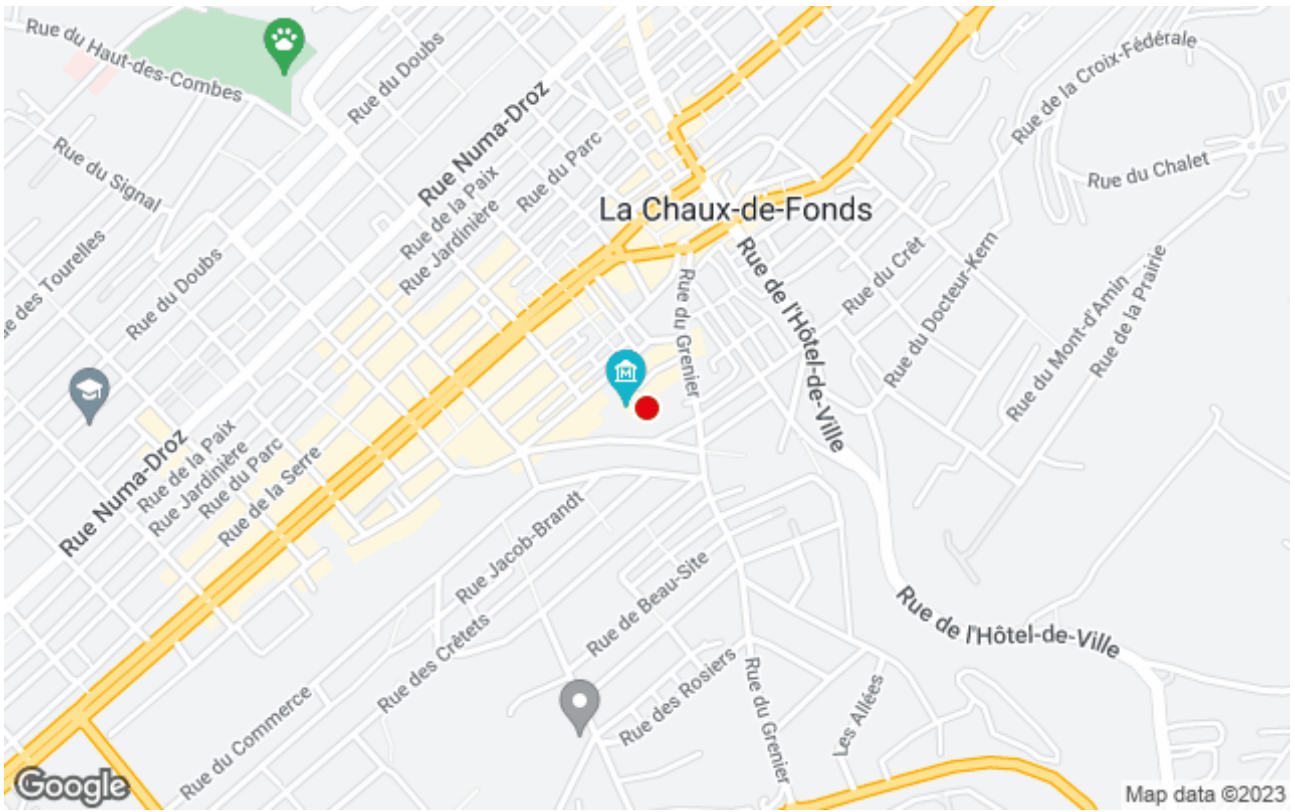 Rue du Haut-des-Combes
Rue du Doubs
Rue de la Croix-Fédérale
Rue Numa-Droz
Rue du Parc
Rue du Signal
Rue du Chalet
Rue de la Paix
La Chaux-de-Fonds
Rue Jardinière
e des Tourelles
Rue du Doubs
Rue du Crêt
Rue du Docteur-Kern
Rue de l'Hôtel-de-Ville
Rue du Grenier
Rue du Mont-d'Amin
Rue de la Prairie
M
Rue de la Paix
Rue Jardinière
Rue du Parc
Rue de la Serre
Rue Numa-Droz
Rue Jacob-Brandt
Rue de Beau-Site
Rue de l'Hôtel-de-Ville
Rue des Crêtets
Rue des Rosiers
Rue du Grenier
Les Allées
Rue du Commerce
Google
Map data ©2023